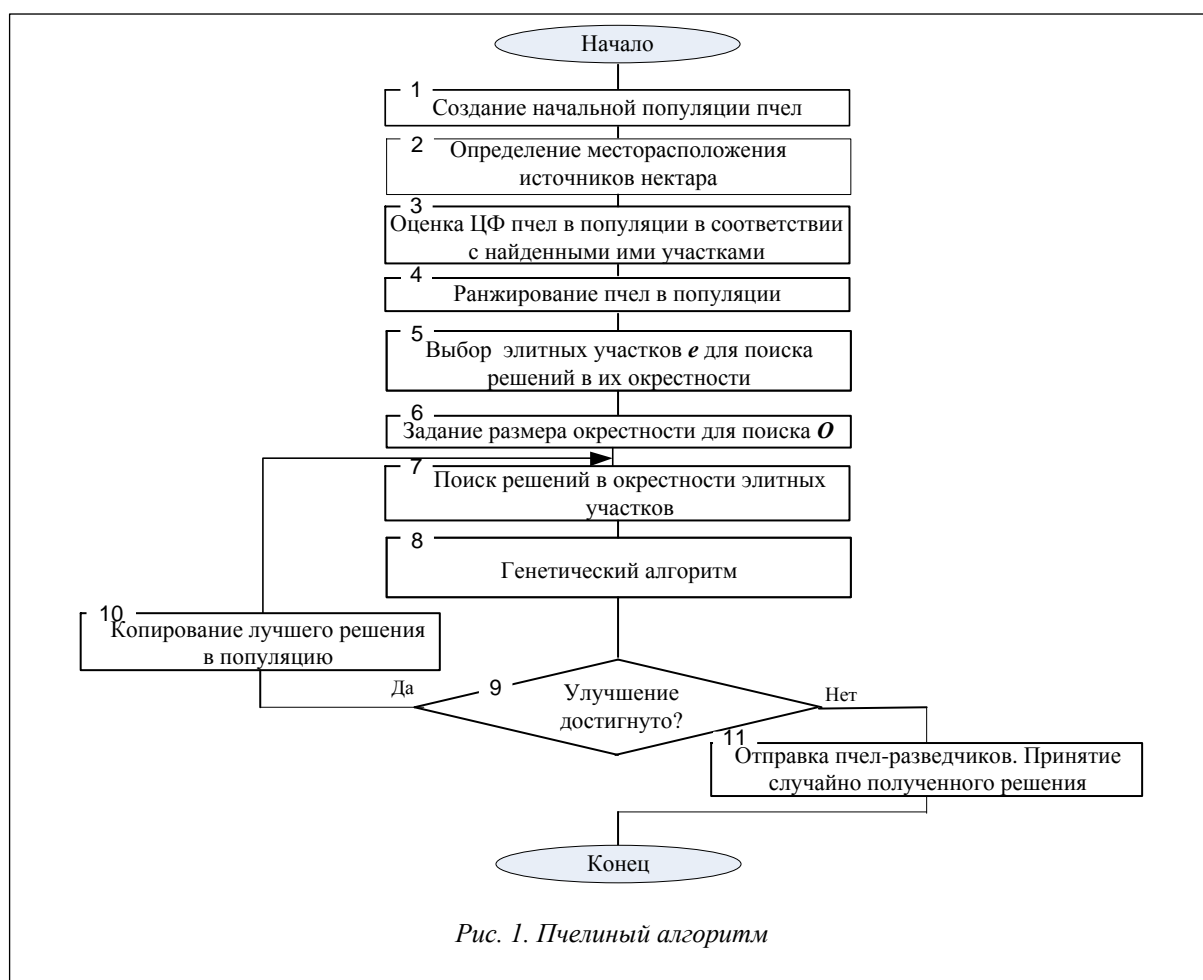 Начало
1
Создание начальной популяции пчел
2
Определение месторасположения
источников нектара
3
Оценка ЦФ пчел в популяции в соответствии
с найденными ими участками
4
Ранжирование пчел в популяции
5
Выбор элитных участков e для поиска
решений в их окрестности
6
Задание размера окрестности для поиска O
7
Поиск решений в окрестности элитных
участков
8
Генетический алгоритм
10
Копирование лучшего решения
в популяцию
Да
9
Улучшение
достигнуто?
Нет
11
Отправка пчел-разведчиков. Принятие
случайно полученного решения
Конец
Рис. 1. Пчелиный алгоритм